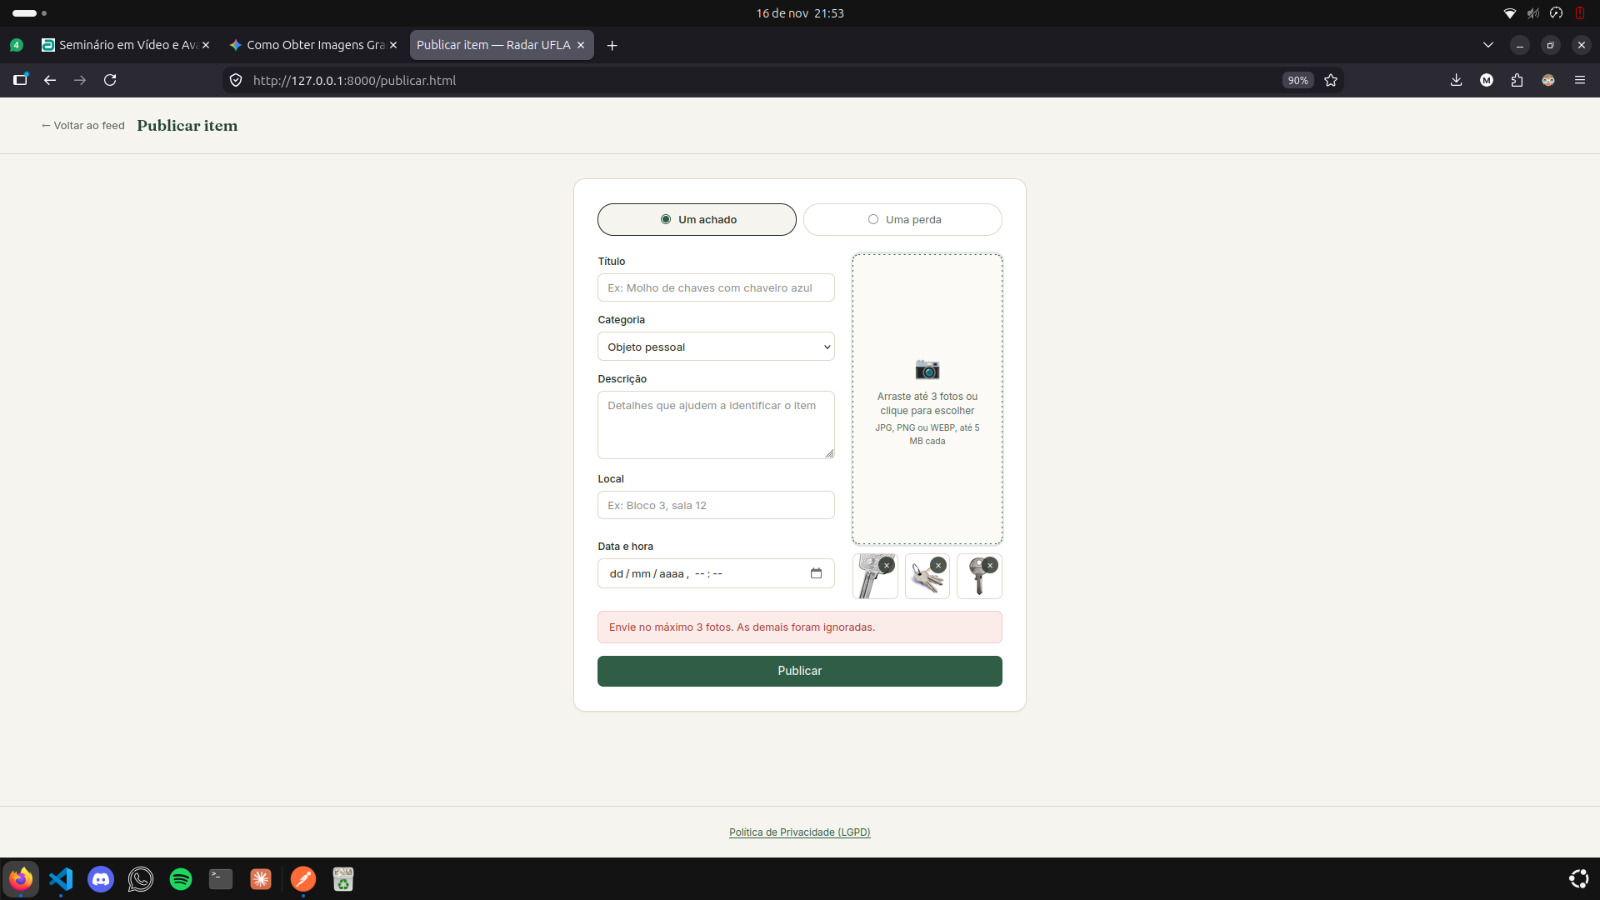 16 de nov 21:53
4
Seminário em Vídeo e Ava
Como Obter Imagens Gra
Publicar item — Radar UFLA
http://127.0.0.1:8000/publicar.html
90%
M
← Voltar ao feed
Publicar item
Um achado
Uma perda
Título
Ex: Molho de chaves com chaveiro azul
Categoria
Objeto pessoal
Descrição
Detalhes que ajudem a identificar o item
Local
Ex: Bloco 3, sala 12
Data e hora
dd/mm/aaaa, --:--
Arraste até 3 fotos ou
clique para escolher
JPG, PNG ou WEBP, até 5
MB cada
Envie no máximo 3 fotos. As demais foram ignoradas.
Publicar
Política de Privacidade (LGPD)